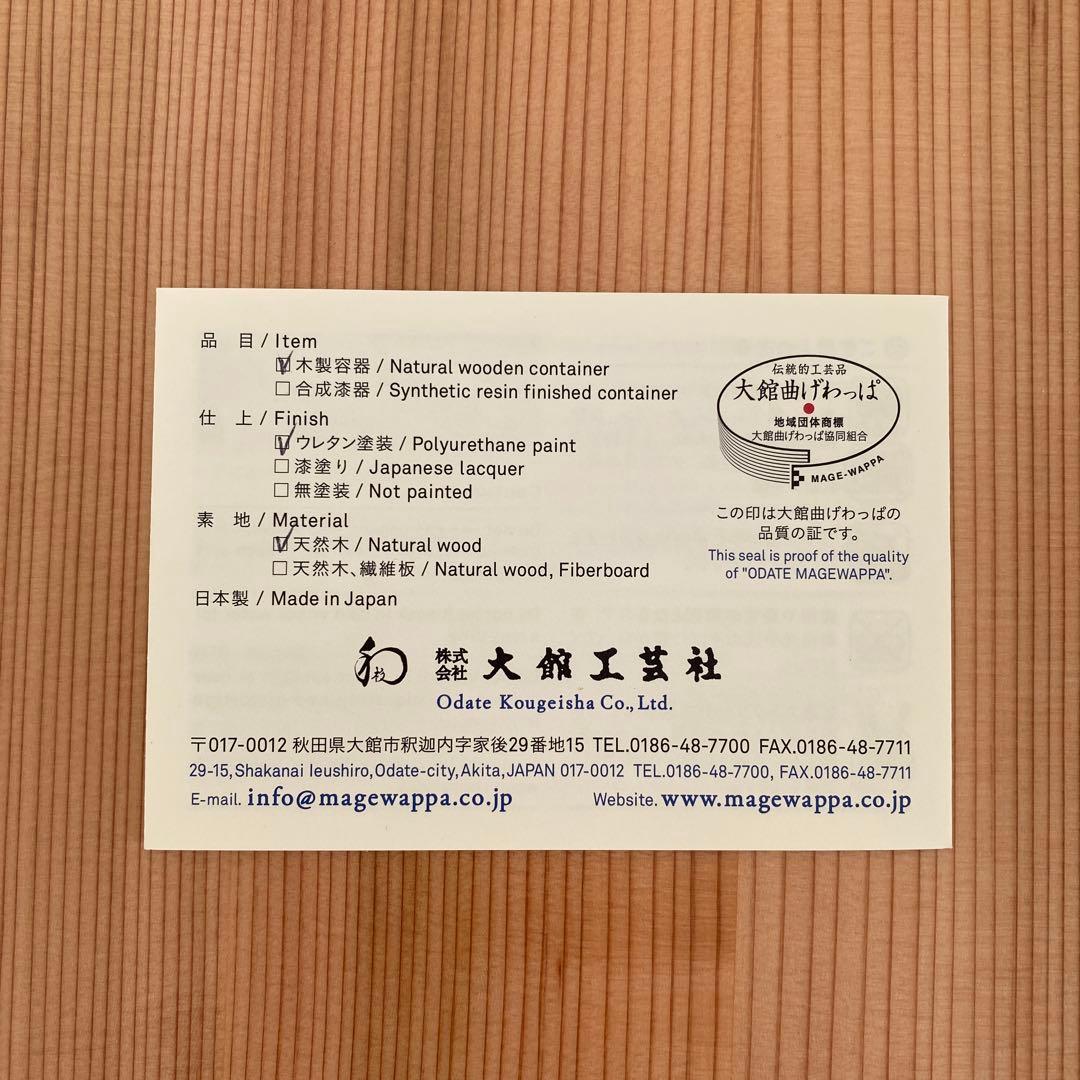 品 目 / Item
☑ 木製容器 / Natural wooden container
☐ 合成漆器 / Synthetic resin finished container
仕 上 / Finish
☑ ウレタン塗装 / Polyurethane paint
☐ 漆塗り / Japanese lacquer
☐ 無塗装 / Not painted
素 地 / Material
☑ 天然木 / Natural wood
☐ 天然木、繊維板 / Natural wood, Fiberboard
日本製 / Made in Japan
伝統的工芸品
大館曲げわっぱ
地域団体商標
大館曲げわっぱ協同組合
MAGE-WAPPA
この印は大館曲げわっぱの
品質の証です。
This seal is proof of the quality
of "ODATE MAGEWAPPA".
株式会社 大館工芸社
Odate Kougeisha Co., Ltd.
〒017-0012 秋田県大館市釈迦内字家後29番地15 TEL.0186-48-7700 FAX.0186-48-7711
29-15,Shakanai Ieushiro,Odate-city,Akita,JAPAN 017-0012 TEL.0186-48-7700, FAX.0186-48-7711
E-mail. info@magewappa.co.jp Website. www.magewappa.co.jp